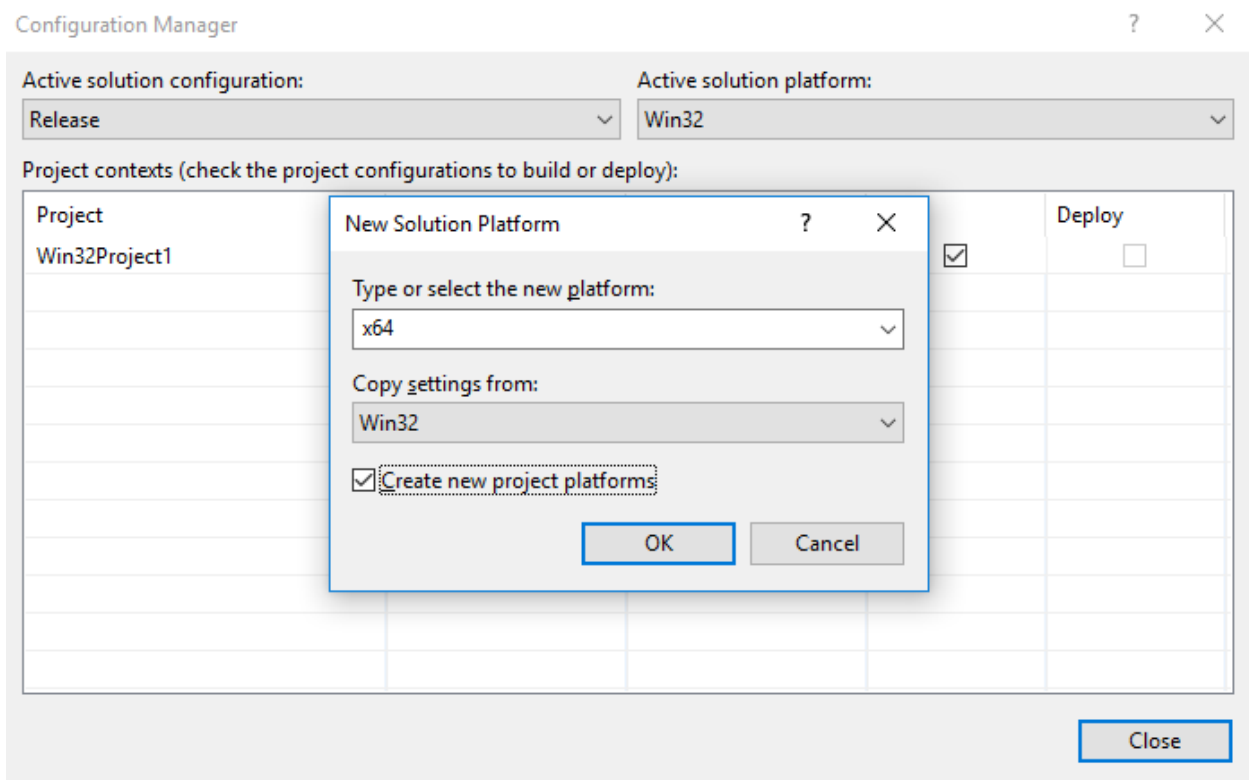 Configuration Manager
Active solution configuration: Active solution platform:
Release Win32
Project contexts (check the project configurations to build or deploy):
Project Deploy
Win32Project1
New Solution Platform
Type or select the new platform:
x64
Copy settings from:
Win32
Create new project platforms
OK Cancel
Close